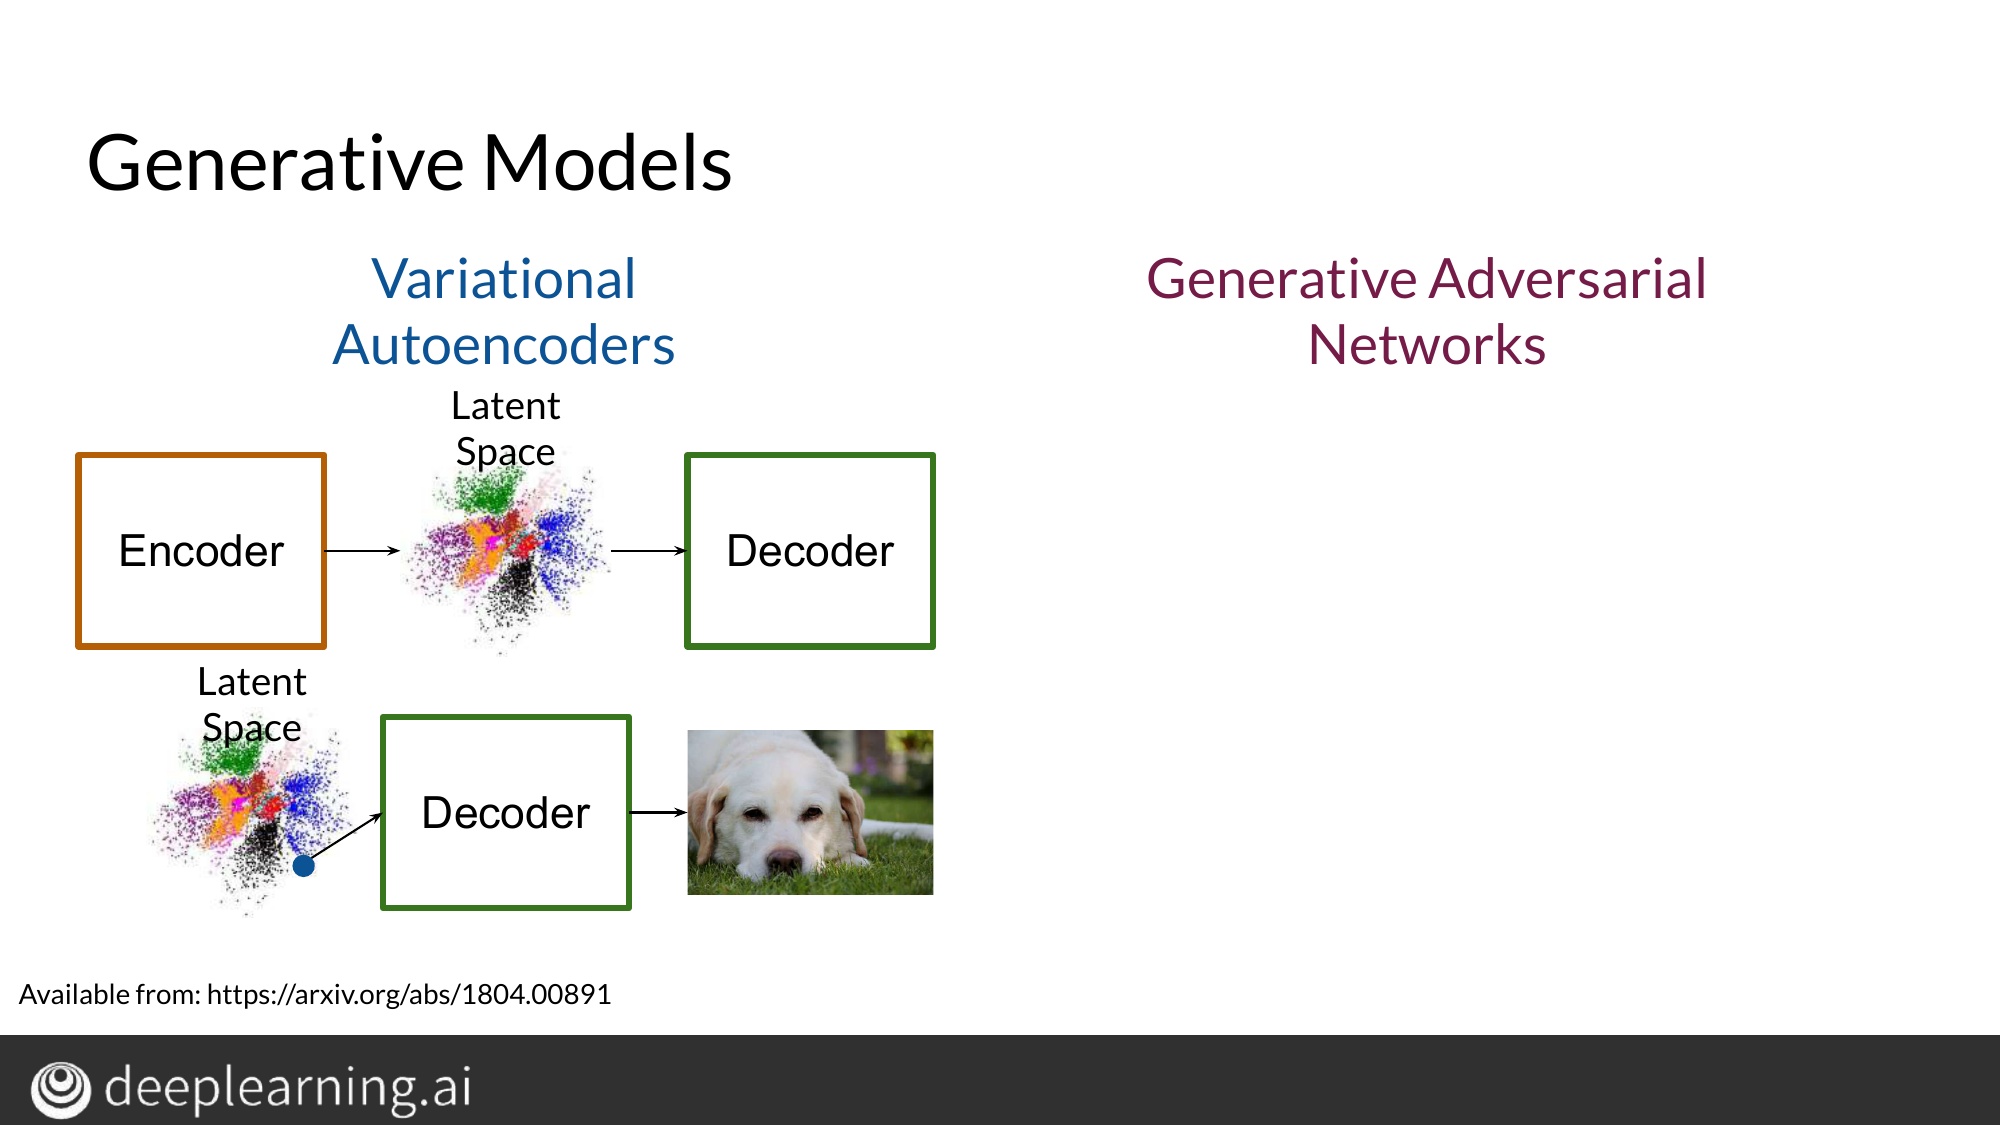 Generative Models
Variational
Autoencoders
Latent
Space
Encoder
Decoder
Latent
Space
Decoder
Generative Adversarial
Networks
Available from: https://arxiv.org/abs/1804.00891
deeplearning.ai